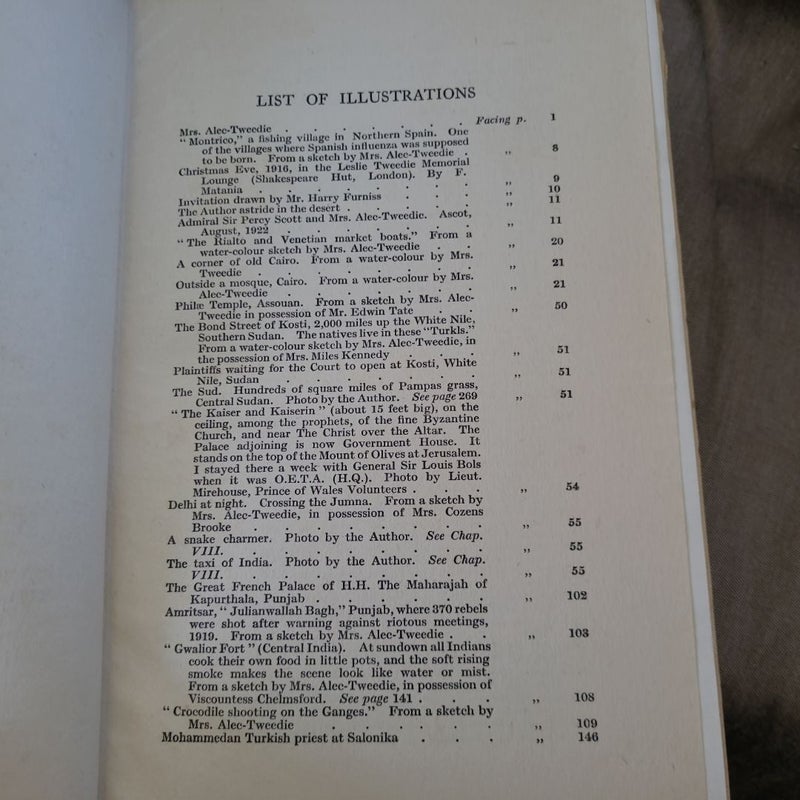 LIST OF ILLUSTRATIONS
Mrs. Alec-Tweedie . . . . . . . Facing p. 1
"Montrico," a fishing village in Northern Spain. One
of the villages where Spanish influenza was supposed
to be born. From a sketch by Mrs. Alec-Tweedie . ,, 8
Christmas Eve, 1916, in the Leslie Tweedie Memorial
Lounge (Shakespeare Hut, London). By F.
Matania . . . . . . . ,, 9
Invitation drawn by Mr. Harry Furniss . . . ,, 10
The Author astride in the desert . . . . ,, 11
Admiral Sir Percy Scott and Mrs. Alec-Tweedie. Ascot,
August, 1922 . . . . . . . ,, 11
"The Rialto and Venetian market boats." From a
water-colour sketch by Mrs. Alec-Tweedie . . ,, 20
A corner of old Cairo. From a water-colour by Mrs.
Tweedie . . . . . . . ,, 21
Outside a mosque, Cairo. From a water-colour by Mrs.
Alec-Tweedie . . . . . . . ,, 21
Philæ Temple, Assouan. From a sketch by Mrs. Alec-
Tweedie in possession of Mr. Edwin Tate . . ,, 50
The Bond Street of Kosti, 2,000 miles up the White Nile,
Southern Sudan. The natives live in these "Turkls."
From a water-colour sketch by Mrs. Alec-Tweedie, in
the possession of Mrs. Miles Kennedy . . . ,, 51
Plaintiffs waiting for the Court to open at Kosti, White
Nile, Sudan . . . . . . . ,, 51
The Sud. Hundreds of square miles of Pampas grass,
Central Sudan. Photo by the Author. See page 269 ,, 51
"The Kaiser and Kaiserin" (about 15 feet big), on the
ceiling, among the prophets, of the fine Byzantine
Church, and near The Christ over the Altar. The
Palace adjoining is now Government House. It
stands on the top of the Mount of Olives at Jerusalem.
I stayed there a week with General Sir Louis Bols
when it was O.E.T.A. (H.Q.). Photo by Lieut.
Mirehouse, Prince of Wales Volunteers . . . ,, 54
Delhi at night. Crossing the Jumna. From a sketch by
Mrs. Alec-Tweedie, in possession of Mrs. Cozens
Brooke . . . . . . . . ,, 55
A snake charmer. Photo by the Author. See Chap.
VIII. . . . . . . . . ,, 55
The taxi of India. Photo by the Author. See Chap.
VIII. . . . . . . . . ,, 55
The Great French Palace of H.H. The Maharajah of
Kapurthala, Punjab . . . . . . ,, 102
Amritsar, "Julianwallah Bagh," Punjab, where 370 rebels
were shot after warning against riotous meetings,
1919. From a sketch by Mrs. Alec-Tweedie . . ,, 103
"Gwalior Fort" (Central India). At sundown all Indians
cook their own food in little pots, and the soft rising
smoke makes the scene look like water or mist.
From a sketch by Mrs. Alec-Tweedie, in possession of
Viscountess Chelmsford. See page 141 . . . ,, 108
"Crocodile shooting on the Ganges." From a sketch by
Mrs. Alec-Tweedie . . . . . . ,, 109
Mohammedan Turkish priest at Salonika . . . ,, 146